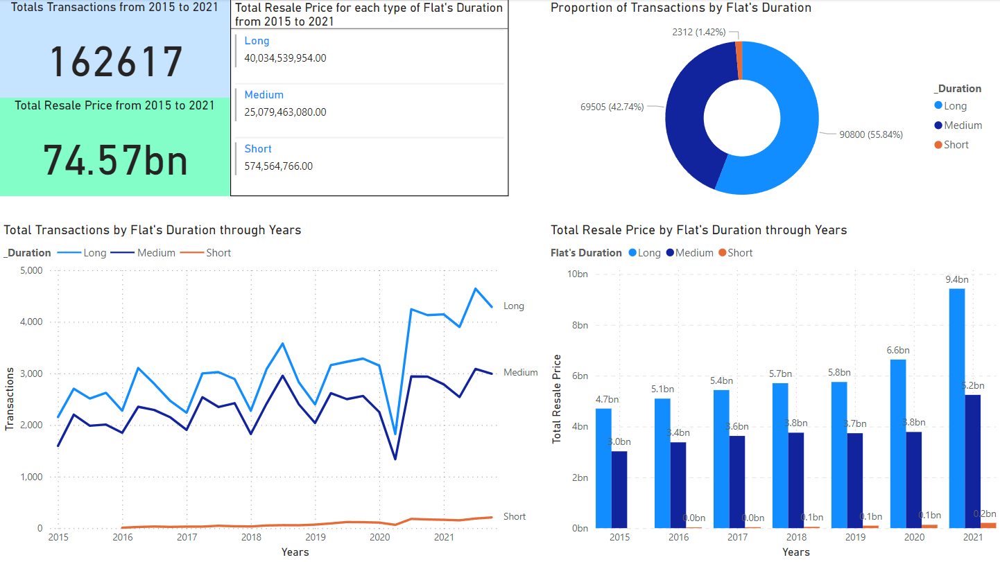 Totals Transactions from 2015 to 2021
162617
Total Resale Price from 2015 to 2021
74.57bn
Total Resale Price for each type of Flat's Duration
from 2015 to 2021
Long
40,034,539,954.00
Medium
25,079,463,080.00
Short
574,564,766.00
Proportion of Transactions by Flat's Duration
2312 (1.42%)
69505 (42.74%)
90800 (55.84%)
_Duration
Long
Medium
Short
Total Transactions by Flat's Duration through Years
_Duration Long Medium Short
5,000
4,000
3,000
2,000
1,000
0
Transactions
Long
Medium
Short
2015 2016 2017 2018 2019 2020 2021
Years
Total Resale Price by Flat's Duration through Years
Flat's Duration Long Medium Short
10bn
8bn
6bn
4bn
2bn
0bn
Total Resale Price
4.7bn 3.0bn
5.1bn 3.4bn 0.0bn
5.4bn 3.6bn 0.0bn
5.7bn 3.8bn 0.1bn
5.8bn 3.7bn 0.1bn
6.6bn 3.8bn 0.1bn
9.4bn 5.2bn 0.2bn
2015 2016 2017 2018 2019 2020 2021
Years